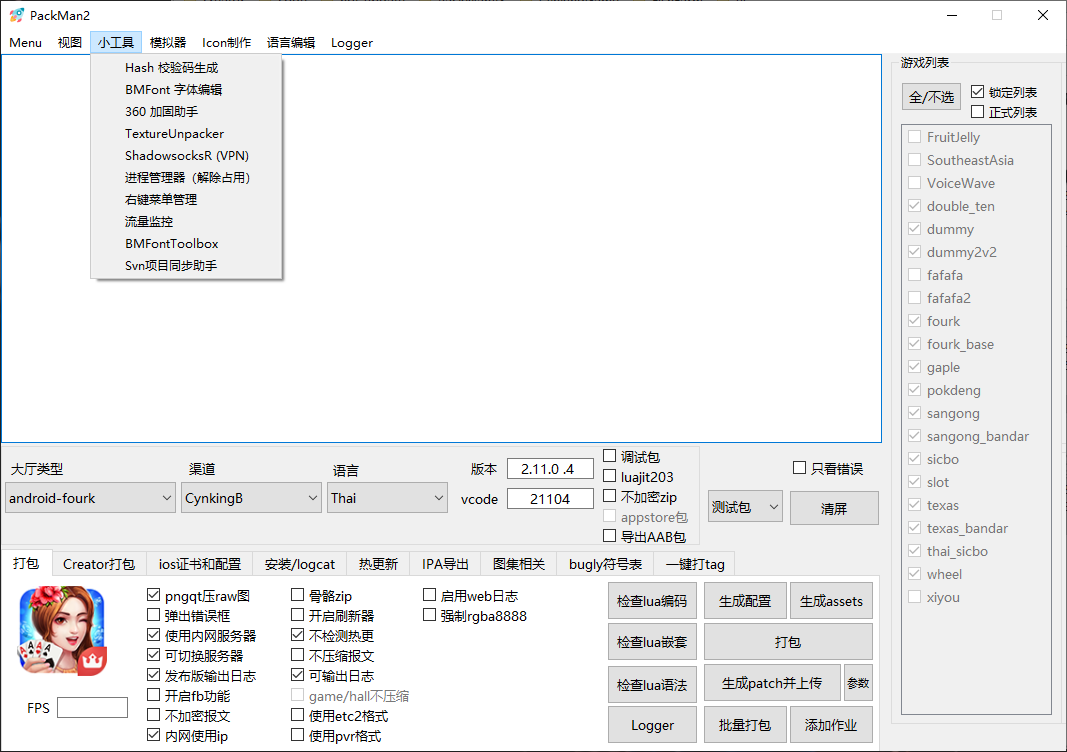 PackMan2
Menu 视图 小工具 模拟器 Icon制作 语言编辑 Logger
Hash 校验码生成
BMFont 字体编辑
360 加固助手
TextureUnpacker
ShadowsocksR (VPN)
进程管理器（解除占用）
右键菜单管理
流量监控
BMFontToolbox
Svn项目同步助手
游戏列表
全/不选
锁定列表
正式列表
FruitJelly
SoutheastAsia
VoiceWave
double_ten
dummy
dummy2v2
fafafa
fafafa2
fourk
fourk_base
gaple
pokdeng
sangong
sangong_bandar
sicbo
slot
texas
texas_bandar
thai_sicbo
wheel
xiyou
大厅类型
android-fourk
渠道
CynkingB
语言
Thai
版本 2.11.0 .4
vcode 21104
调试包
luajit203
不加密zip
appstore包
导出AAB包
测试包
只看错误
清屏
打包 Creator打包 ios证书和配置 安装/logcat 热更新 IPA导出 图集相关 bugly符号表 一键打tag
FPS
pngqt压raw图
弹出错误框
使用内网服务器
可切换服务器
发布版输出日志
开启fb功能
不加密报文
内网使用ip
骨骼zip
开启刷新器
不检测热更
不压缩报文
可输出日志
game/hall不压缩
使用etc2格式
使用pvr格式
启用web日志
强制rgba8888
检查lua编码 生成配置 生成assets
检查lua嵌套 打包
检查lua语法 生成patch并上传 参数
Logger 批量打包 添加作业